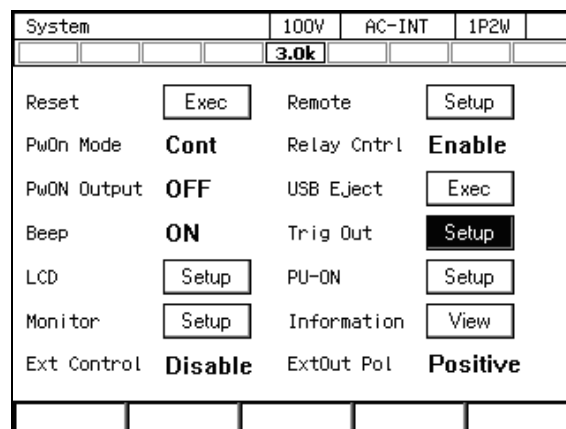 System 100V AC-INT 1P2W
3.0k
Reset Exec Remote Setup
PwOn Mode Cont Relay Cntrl Enable
PwON Output OFF USB Eject Exec
Beep ON Trig Out Setup
LCD Setup PU-ON Setup
Monitor Setup Information View
Ext Control Disable ExtOut Pol Positive